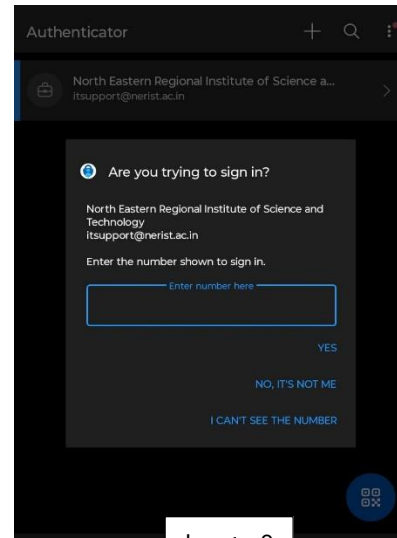 Authenticator
North Eastern Regional Institute of Science a...
itsupport@nerist.ac.in
Are you trying to sign in?
North Eastern Regional Institute of Science and
Technology
itsupport@nerist.ac.in
Enter the number shown to sign in.
Enter number here
YES
NO, IT'S NOT ME
I CAN'T SEE THE NUMBER